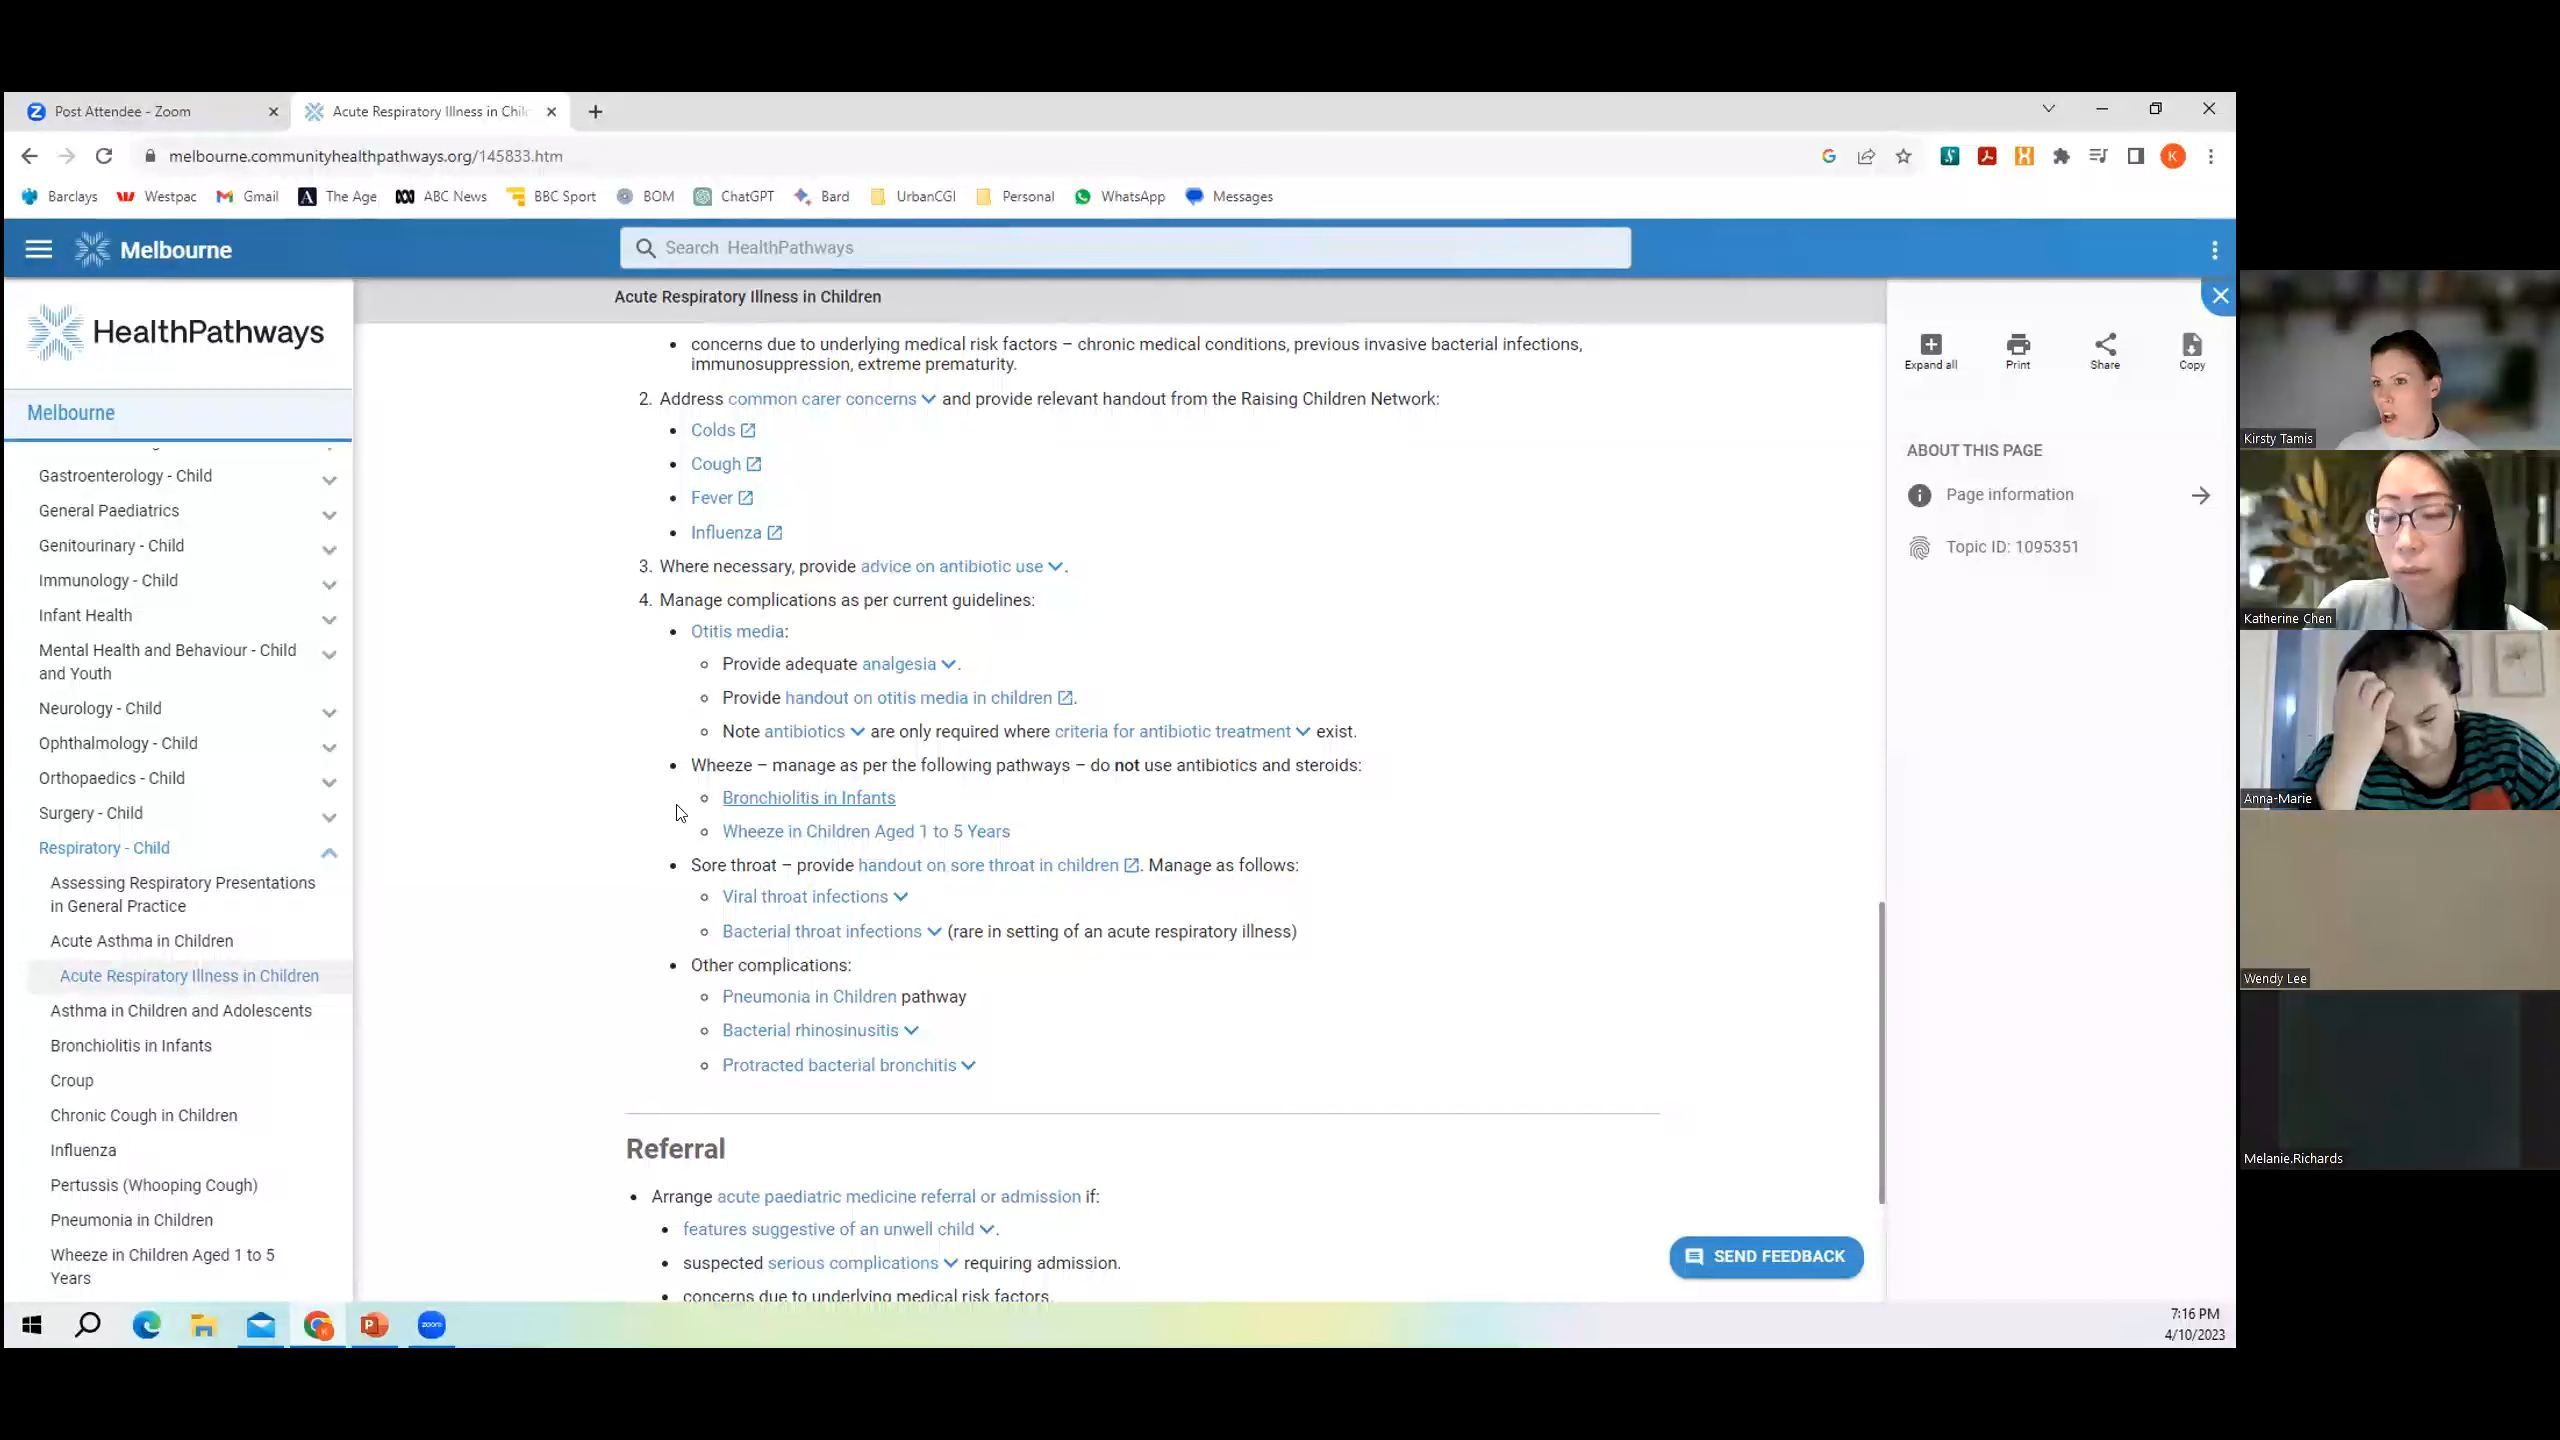 Post Attendee - Zoom
Acute Respiratory Illness in Chil
melbourne.communityhealthpathways.org/145833.htm
K
Barclays
Westpac
Gmail
The Age
ABC News
BBC Sport
BOM
ChatGPT
Bard
UrbanCGI
Personal
WhatsApp
Messages
Melbourne
Search HealthPathways
HealthPathways
Melbourne
Gastroenterology - Child
General Paediatrics
Genitourinary - Child
Immunology - Child
Infant Health
Mental Health and Behaviour - Child
and Youth
Neurology - Child
Ophthalmology - Child
Orthopaedics - Child
Surgery - Child
Respiratory - Child
Assessing Respiratory Presentations
in General Practice
Acute Asthma in Children
Acute Respiratory Illness in Children
Asthma in Children and Adolescents
Bronchiolitis in Infants
Croup
Chronic Cough in Children
Influenza
Pertussis (Whooping Cough)
Pneumonia in Children
Wheeze in Children Aged 1 to 5
Years
Acute Respiratory Illness in Children
• concerns due to underlying medical risk factors – chronic medical conditions, previous invasive bacterial infections,
immunosuppression, extreme prematurity.
2. Address common carer concerns and provide relevant handout from the Raising Children Network:
• Colds
• Cough
• Fever
• Influenza
3. Where necessary, provide advice on antibiotic use.
4. Manage complications as per current guidelines:
• Otitis media:
Provide adequate analgesia.
Provide handout on otitis media in children.
Note antibiotics are only required where criteria for antibiotic treatment exist.
• Wheeze – manage as per the following pathways – do not use antibiotics and steroids:
Bronchiolitis in Infants
Wheeze in Children Aged 1 to 5 Years
• Sore throat – provide handout on sore throat in children. Manage as follows:
Viral throat infections
Bacterial throat infections (rare in setting of an acute respiratory illness)
• Other complications:
Pneumonia in Children pathway
Bacterial rhinosinusitis
Protracted bacterial bronchitis
Referral
• Arrange acute paediatric medicine referral or admission if:
• features suggestive of an unwell child.
• suspected serious complications requiring admission.
• concerns due to underlying medical risk factors.
SEND FEEDBACK
Expand all
Print
Share
Copy
ABOUT THIS PAGE
Page information
Topic ID: 1095351
7:16 PM
4/10/2023
zoom
Kirsty Tamis
Katherine Chen
Anna-Marie
Wendy Lee
Melanie.Richards